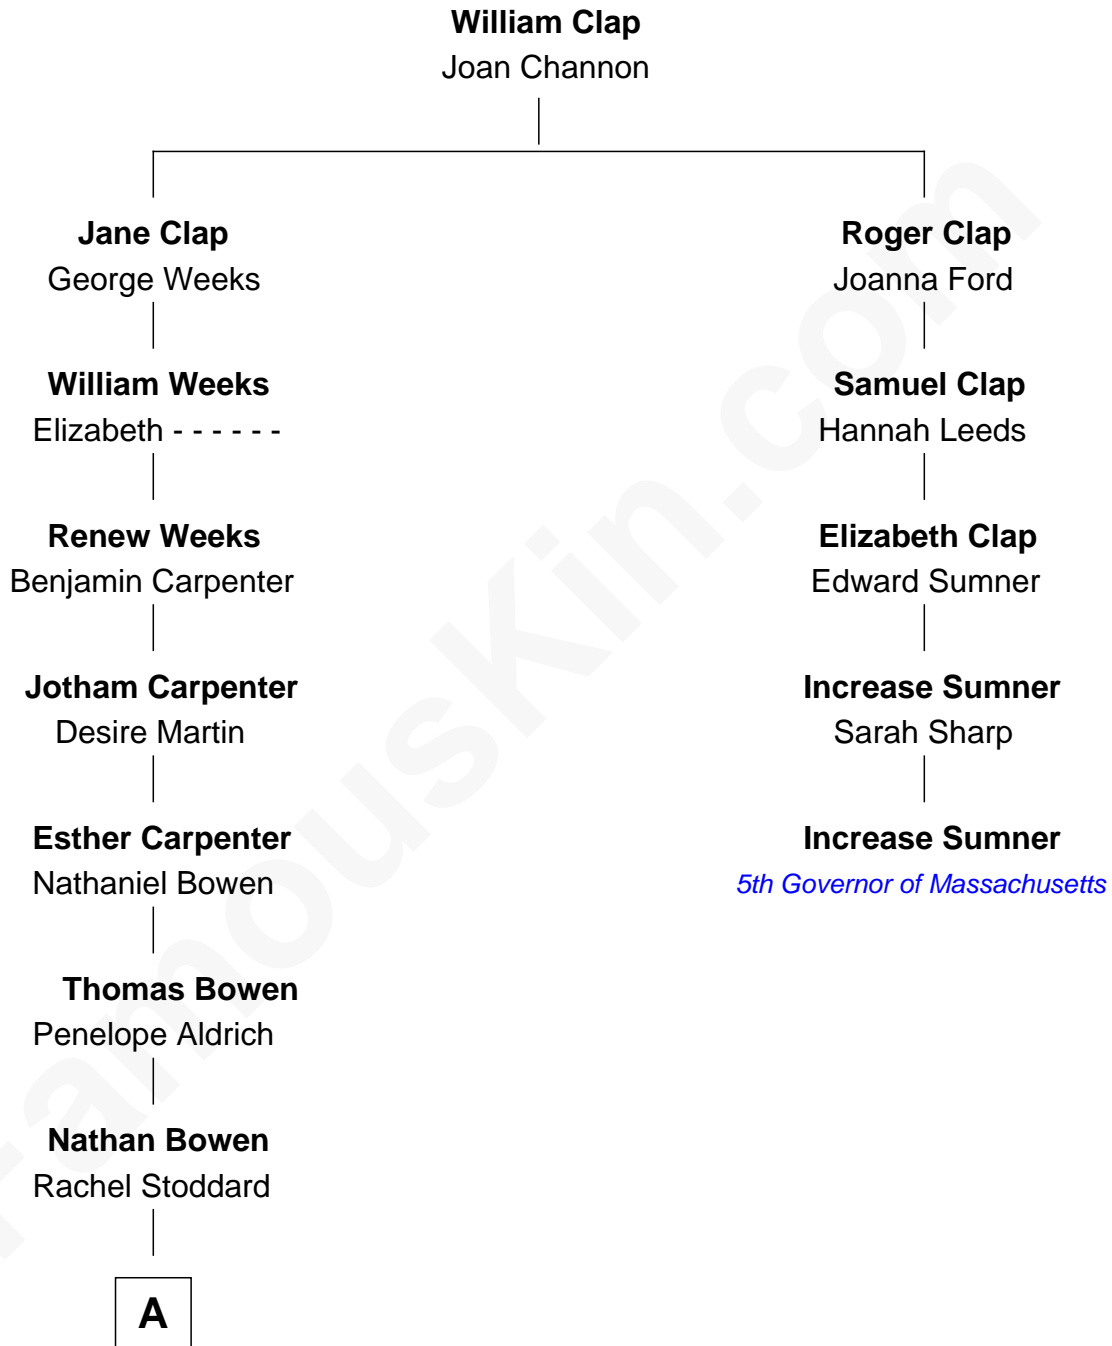 William Clap
Joan Channon
Jane Clap
George Weeks
William Weeks
Elizabeth - - - - - -
Renew Weeks
Benjamin Carpenter
Jotham Carpenter
Desire Martin
Esther Carpenter
Nathaniel Bowen
Thomas Bowen
Penelope Aldrich
Nathan Bowen
Rachel Stoddard
A
Roger Clap
Joanna Ford
Samuel Clap
Hannah Leeds
Elizabeth Clap
Edward Sumner
Increase Sumner
Sarah Sharp
Increase Sumner
5th Governor of Massachusetts
FamousKin.com